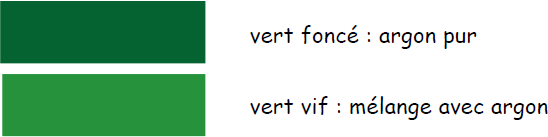 vert foncé : argon pur
vert vif : mélange avec argon